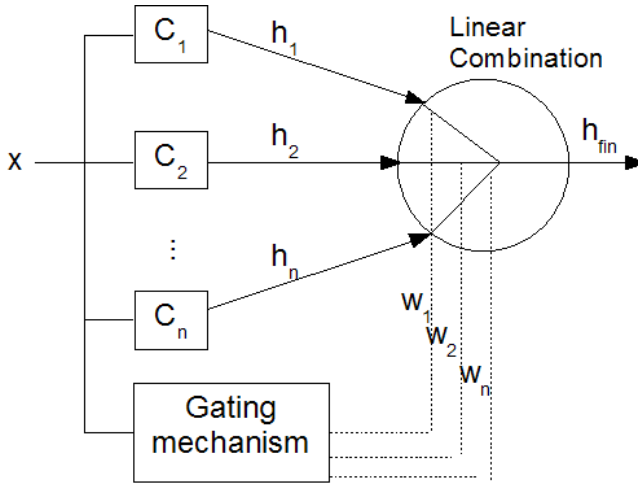 C1
h1
Linear
Combination
x
C2
h2
hfin
...
hn
Cn
w1
w2
wn
Gating
mechanism